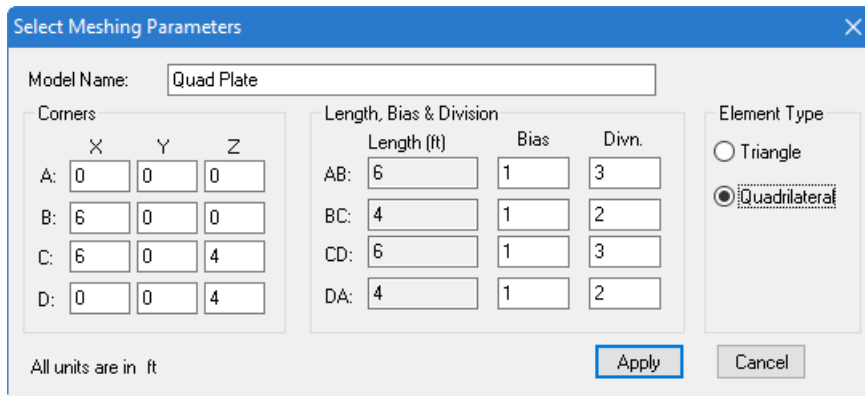 Select Meshing Parameters
Model Name: Quad Plate
Corners
X Y Z
A: 0 0 0
B: 6 0 0
C: 6 0 4
D: 0 0 4
Length, Bias & Division
Length (ft) Bias Divn.
AB: 6 1 3
BC: 4 1 2
CD: 6 1 3
DA: 4 1 2
Element Type
Triangle
Quadrilateral
All units are in ft
Apply
Cancel